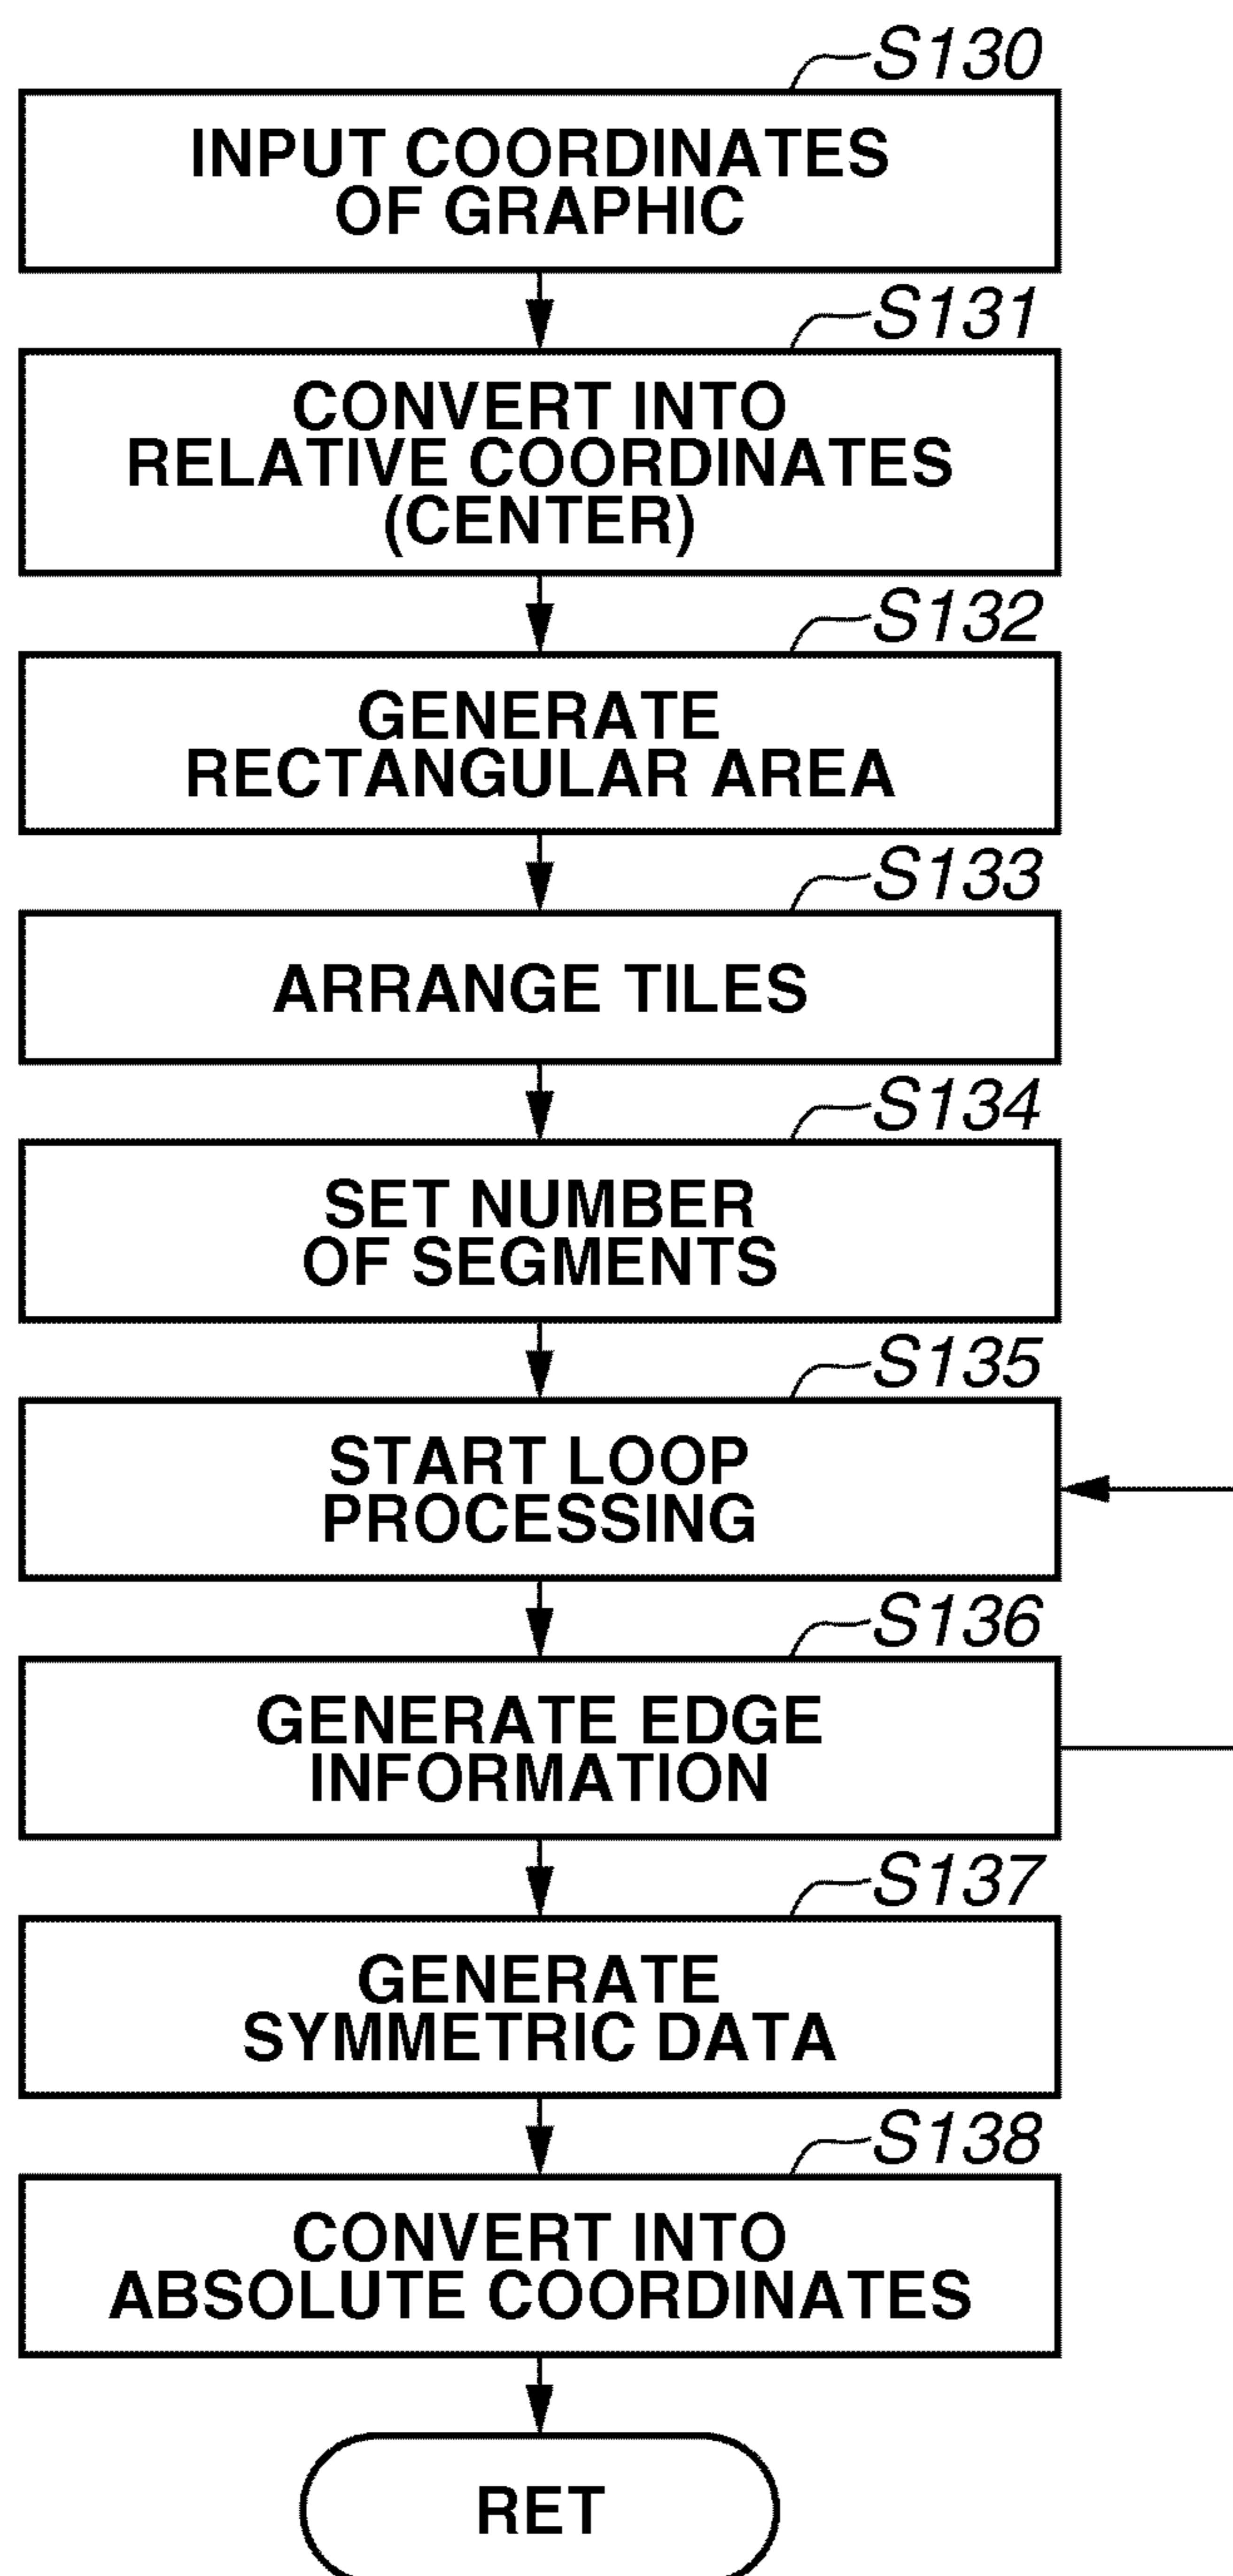 S130
INPUT COORDINATES
OF GRAPHIC
S131
CONVERT INTO
RELATIVE COORDINATES
(CENTER)
S132
GENERATE
RECTANGULAR AREA
S133
ARRANGE TILES
S134
SET NUMBER
OF SEGMENTS
S135
START LOOP
PROCESSING
S136
GENERATE EDGE
INFORMATION
S137
GENERATE
SYMMETRIC DATA
S138
CONVERT INTO
ABSOLUTE COORDINATES
RET